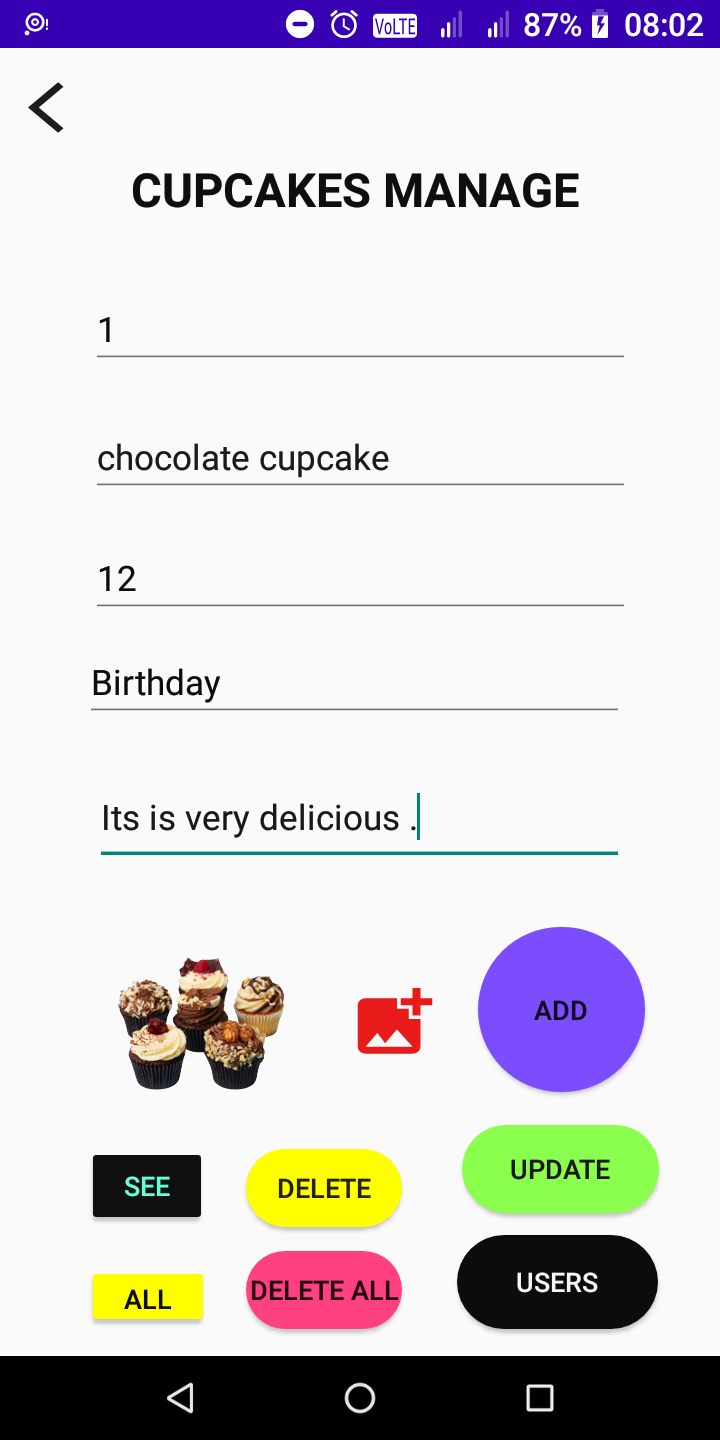 VoLTE 87% 08:02
CUPCAKES MANAGE
1
chocolate cupcake
12
Birthday
Its is very delicious .
ADD
SEE DELETE UPDATE
ALL DELETE ALL USERS